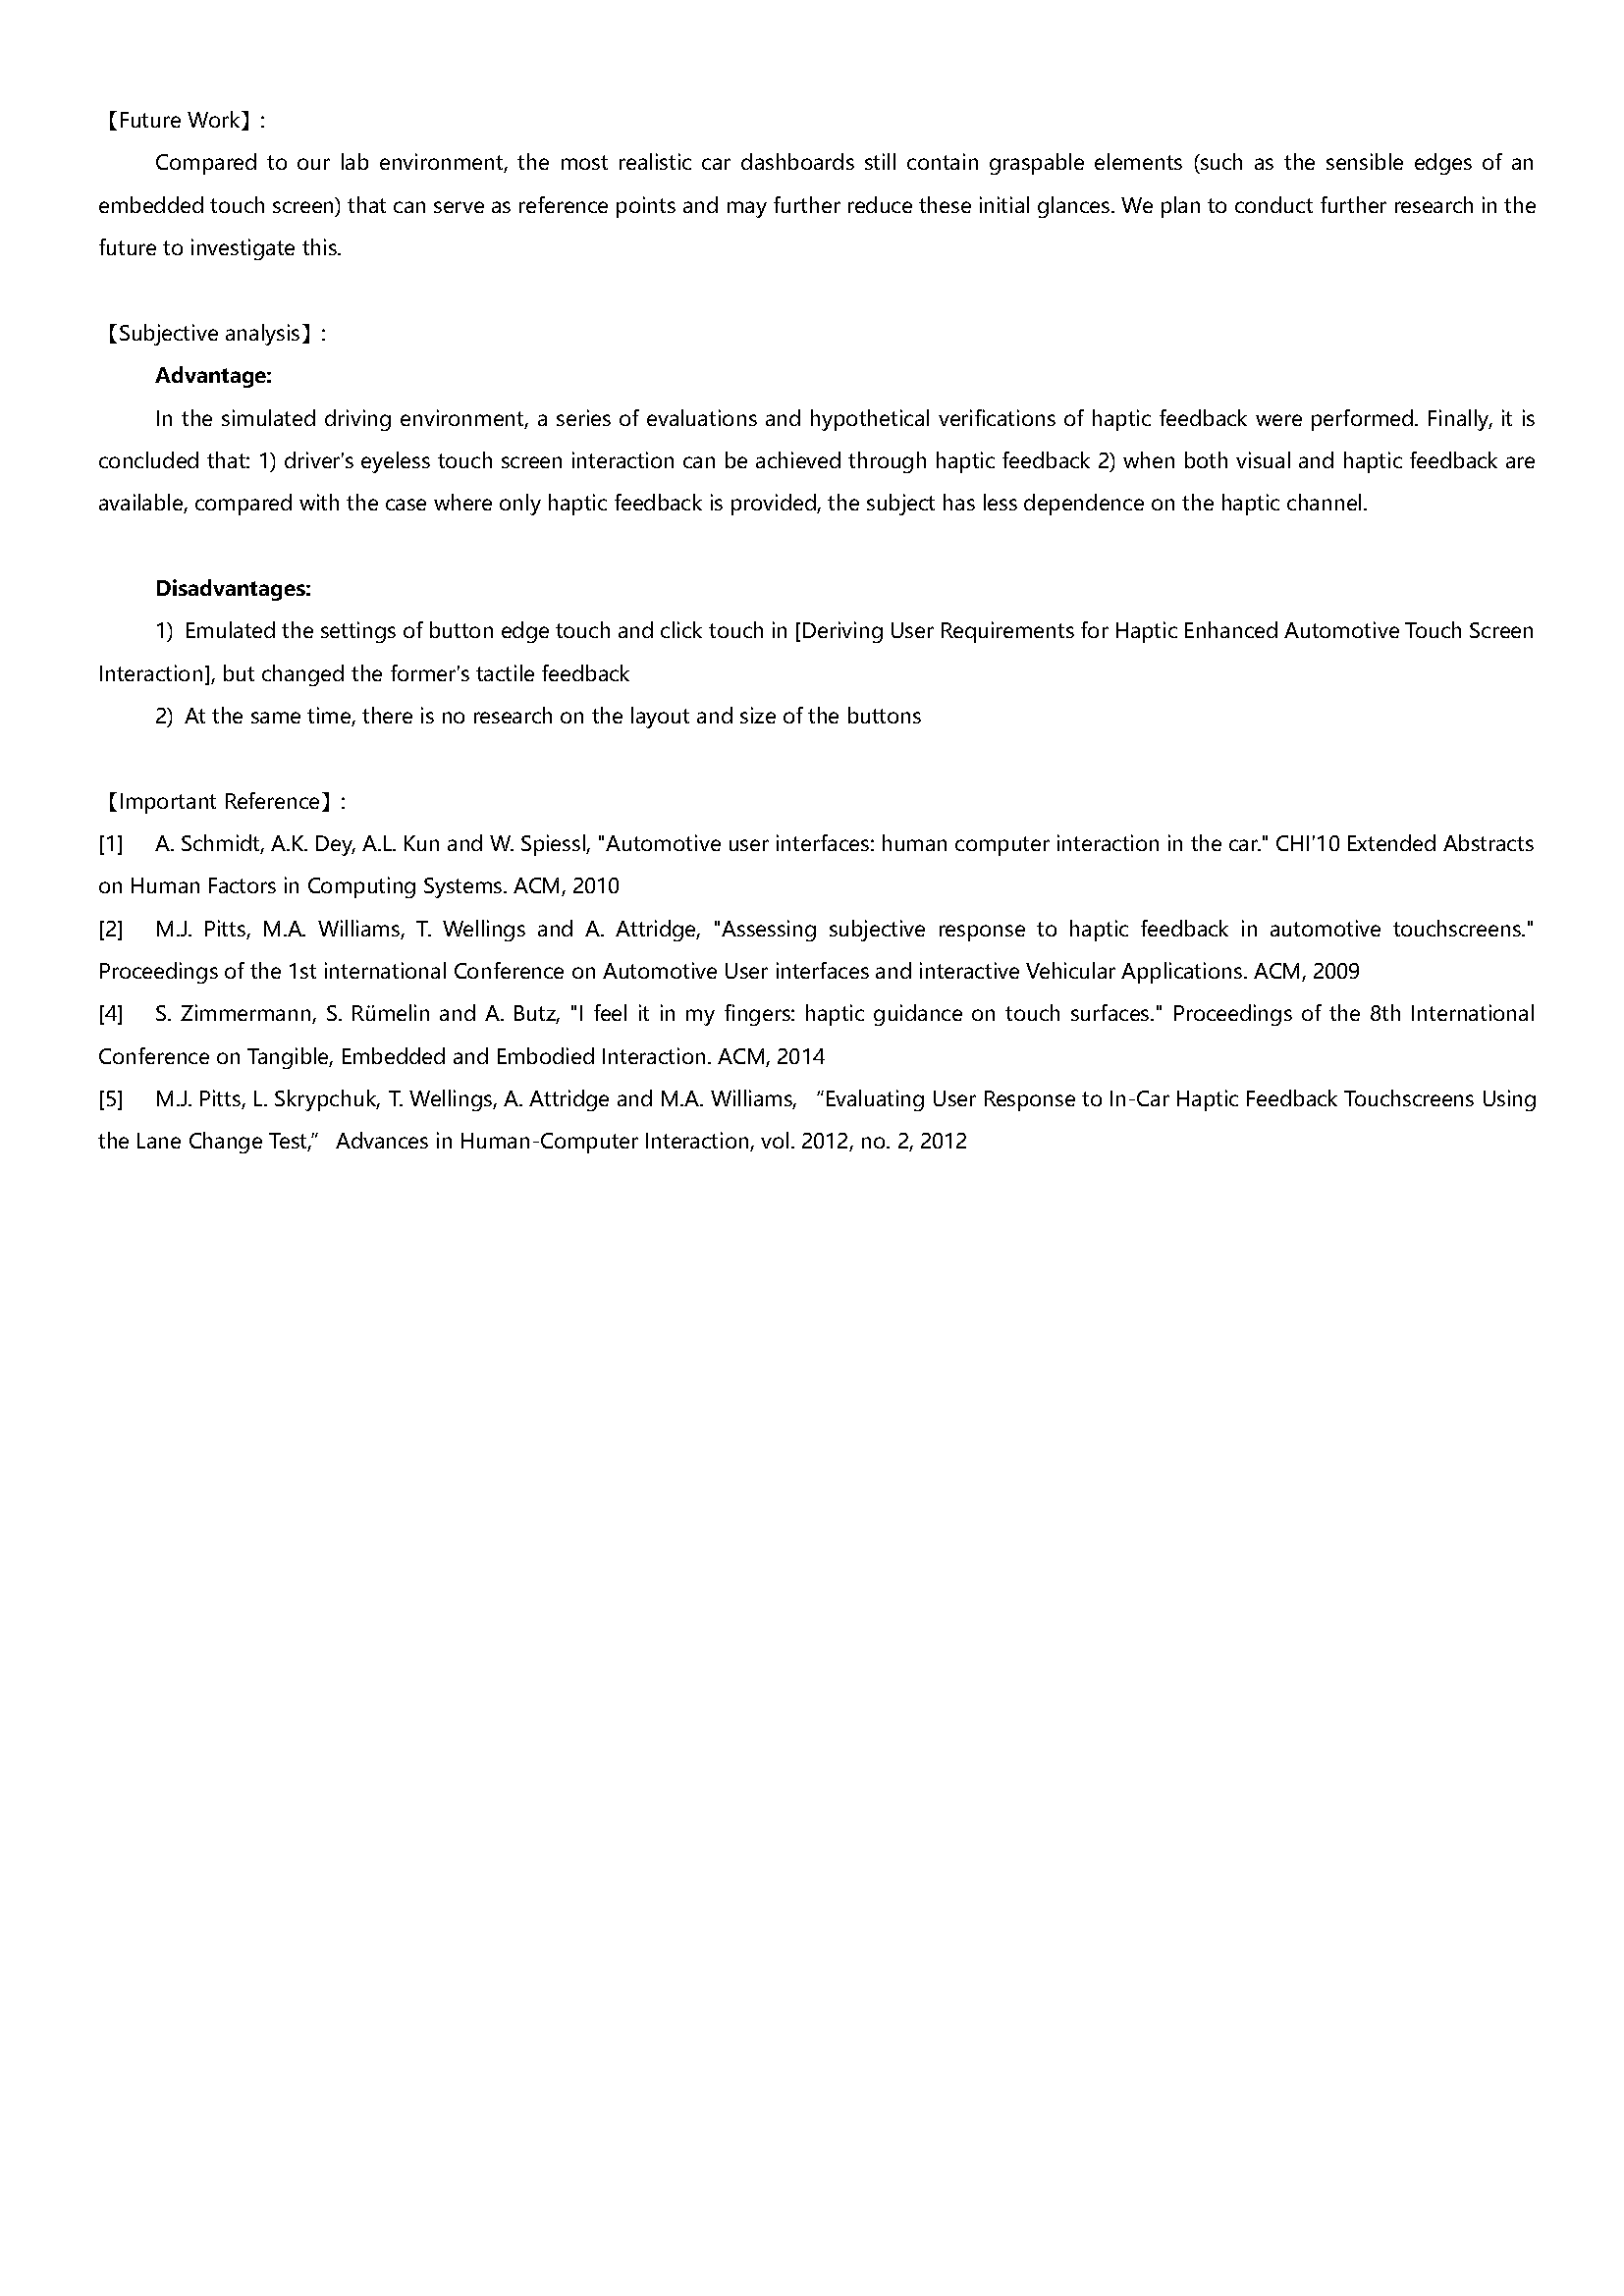 【Future Work】:
Compared to our lab environment, the most realistic car dashboards still contain graspable elements (such as the sensible edges of an
embedded touch screen) that can serve as reference points and may further reduce these initial glances. We plan to conduct further research in the
future to investigate this.
【Subjective analysis】:
Advantage:
In the simulated driving environment, a series of evaluations and hypothetical verifications of haptic feedback were performed. Finally, it is
concluded that: 1) driver's eyeless touch screen interaction can be achieved through haptic feedback 2) when both visual and haptic feedback are
available, compared with the case where only haptic feedback is provided, the subject has less dependence on the haptic channel.
Disadvantages:
1) Emulated the settings of button edge touch and click touch in [Deriving User Requirements for Haptic Enhanced Automotive Touch Screen
Interaction], but changed the former's tactile feedback
2) At the same time, there is no research on the layout and size of the buttons
【Important Reference】:
[1] A. Schmidt, A.K. Dey, A.L. Kun and W. Spiessl, "Automotive user interfaces: human computer interaction in the car." CHI'10 Extended Abstracts
on Human Factors in Computing Systems. ACM, 2010
[2] M.J. Pitts, M.A. Williams, T. Wellings and A. Attridge, "Assessing subjective response to haptic feedback in automotive touchscreens."
Proceedings of the 1st international Conference on Automotive User interfaces and interactive Vehicular Applications. ACM, 2009
[4] S. Zimmermann, S. Rümelin and A. Butz, "I feel it in my fingers: haptic guidance on touch surfaces." Proceedings of the 8th International
Conference on Tangible, Embedded and Embodied Interaction. ACM, 2014
[5] M.J. Pitts, L. Skrypchuk, T. Wellings, A. Attridge and M.A. Williams, “Evaluating User Response to In-Car Haptic Feedback Touchscreens Using
the Lane Change Test,” Advances in Human-Computer Interaction, vol. 2012, no. 2, 2012